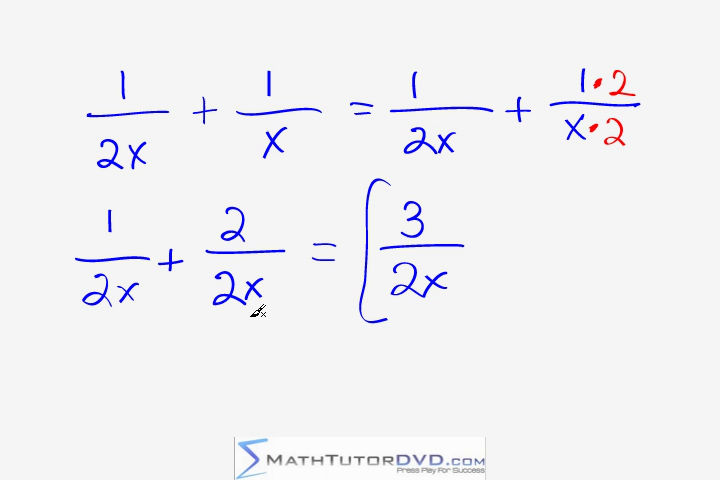 1/2x + 1/x = 1/2x + 1·2/x·2
1/2x + 2/2x = [3/2x
MATHTUTORDVD.COM
Press Play For Success